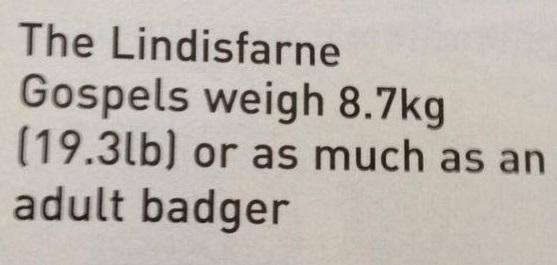 The Lindisfarne
Gospels weigh 8.7kg
(19.3lb) or as much as an
adult badger